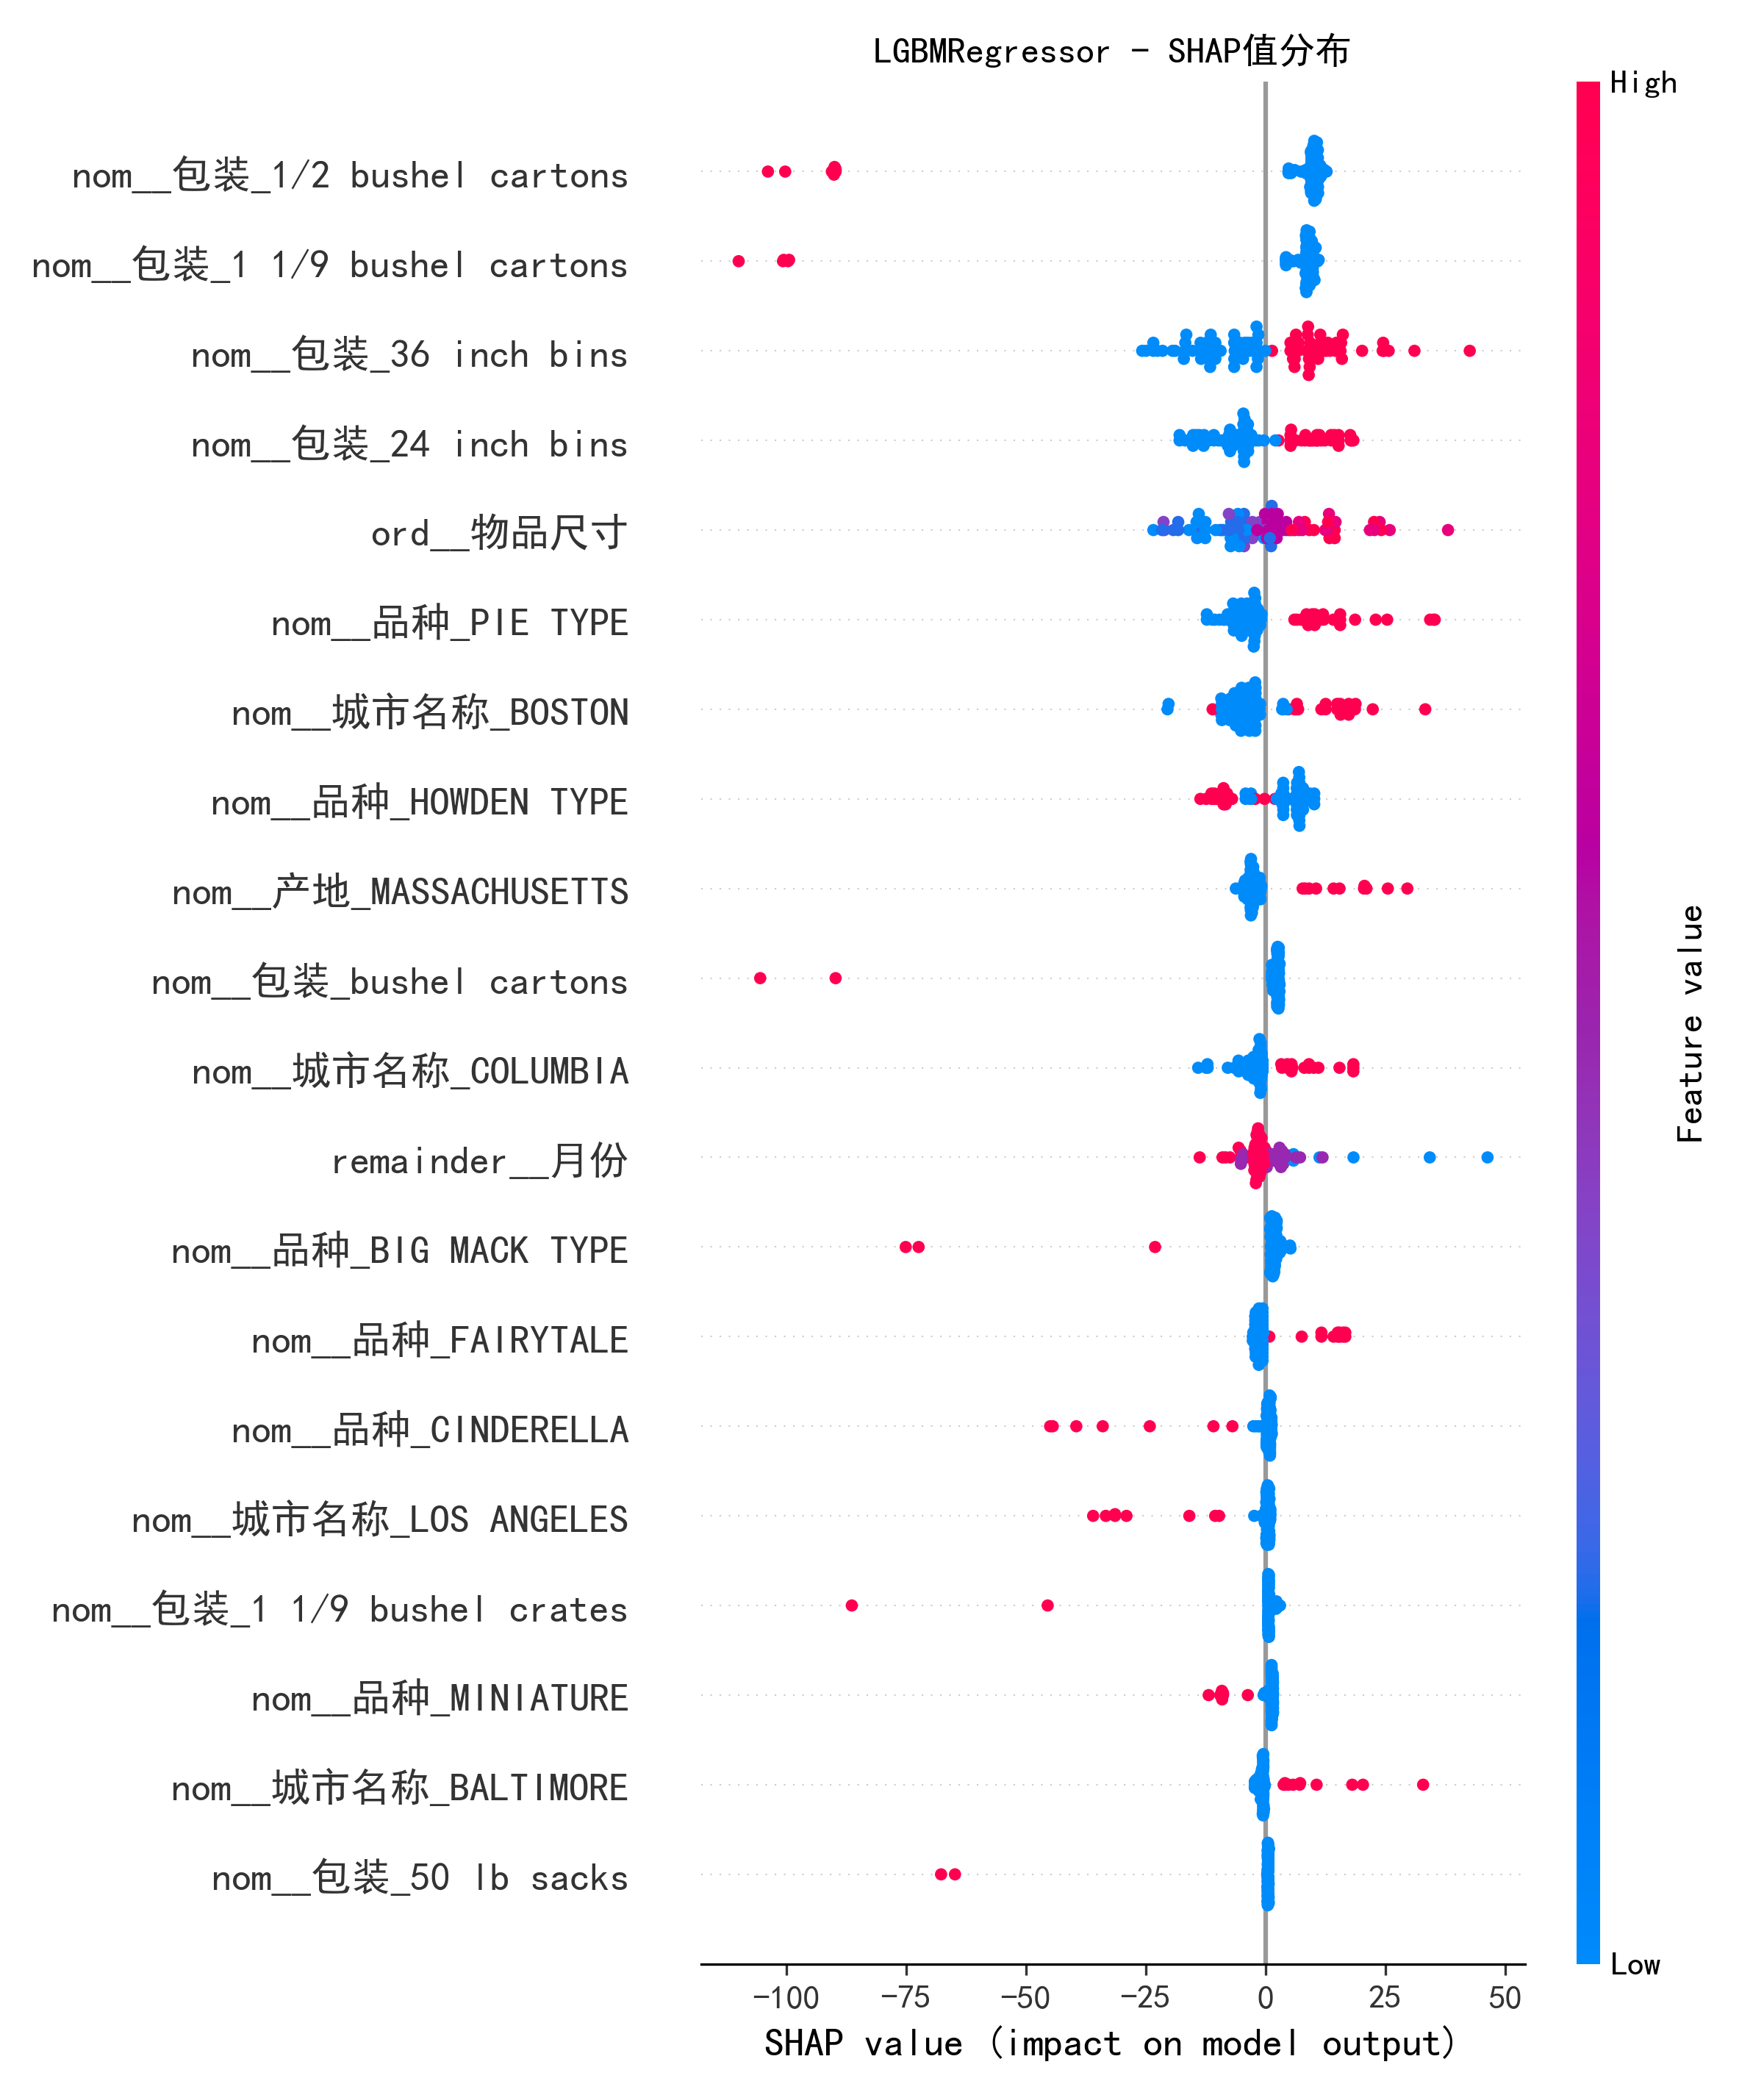 LGBMRegressor - SHAP值分布
High
nom__包装_1/2 bushel cartons
nom__包装_1 1/9 bushel cartons
nom__包装_36 inch bins
nom__包装_24 inch bins
ord__物品尺寸
nom__品种_PIE TYPE
nom__城市名称_BOSTON
nom__品种_HOWDEN TYPE
nom__产地_MASSACHUSETTS
nom__包装_bushel cartons
nom__城市名称_COLUMBIA
remainder__月份
nom__品种_BIG MACK TYPE
nom__品种_FAIRYTALE
nom__品种_CINDERELLA
nom__城市名称_LOS ANGELES
nom__包装_1 1/9 bushel crates
nom__品种_MINIATURE
nom__城市名称_BALTIMORE
nom__包装_50 lb sacks
Feature value
Low
−100 −75 −50 −25 0 25 50
SHAP value (impact on model output)